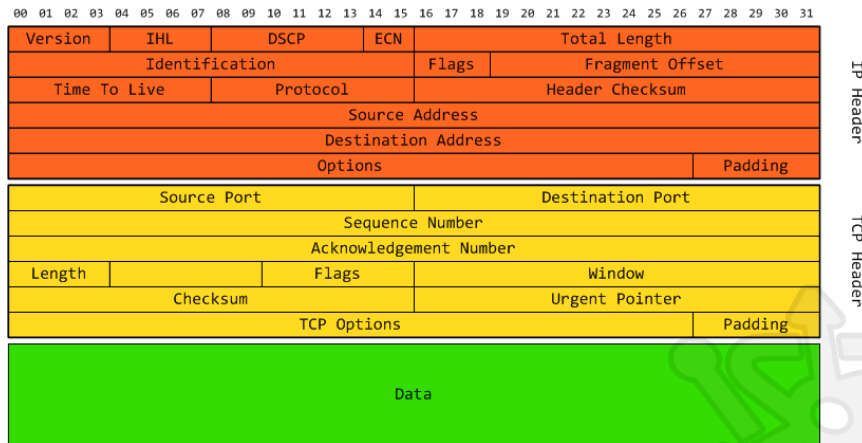 00 01 02 03 04 05 06 07 08 09 10 11 12 13 14 15 16 17 18 19 20 21 22 23 24 25 26 27 28 29 30 31
Version IHL DSCP ECN Total Length
Identification Flags Fragment Offset
Time To Live Protocol Header Checksum
Source Address
Destination Address
Options Padding
IP Header
Source Port Destination Port
Sequence Number
Acknowledgement Number
Length Flags Window
Checksum Urgent Pointer
TCP Options Padding
TCP Header
Data